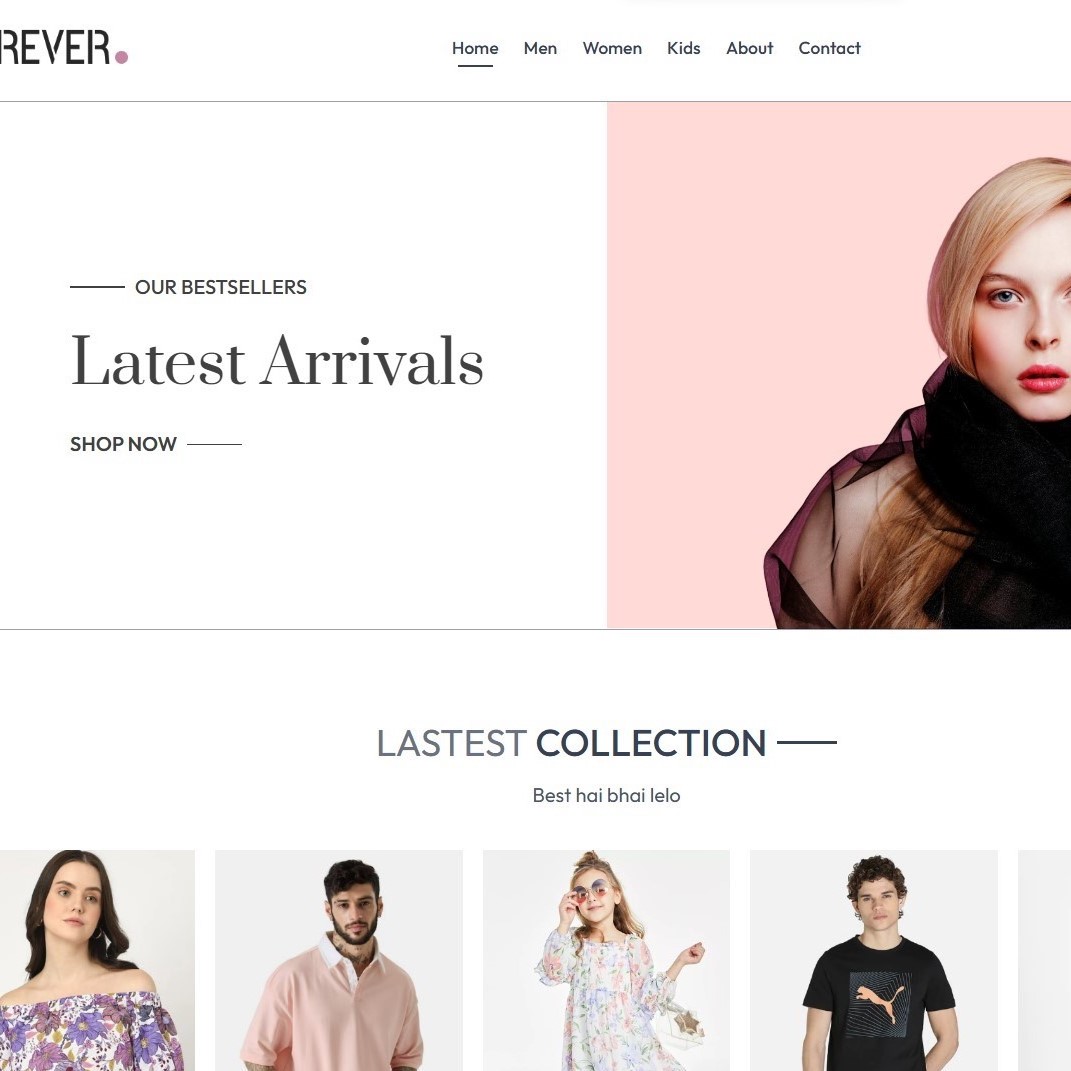 REVER
Home Men Women Kids About Contact
OUR BESTSELLERS
Latest Arrivals
SHOP NOW
LASTEST COLLECTION
Best hai bhai lelo